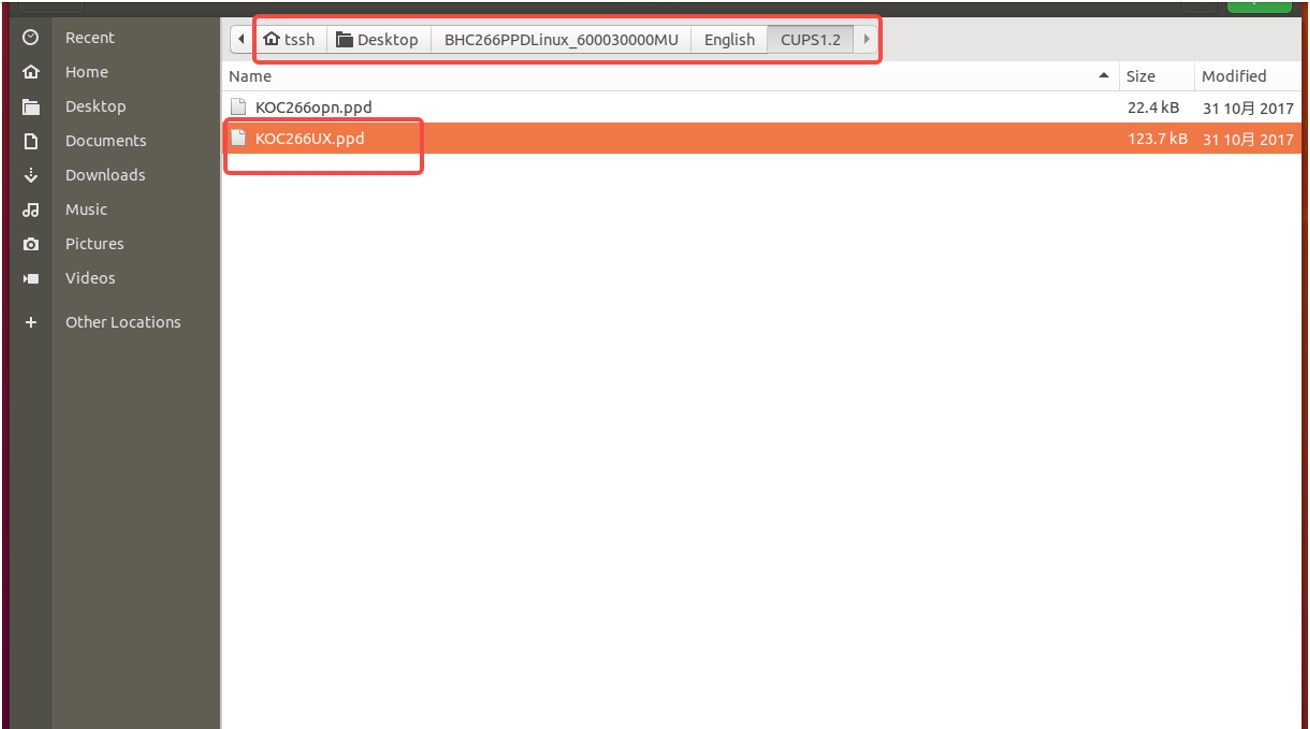 Recent
Home
Desktop
Documents
Downloads
Music
Pictures
Videos
Other Locations
tssh Desktop BHC266PPDLinux_600030000MU English CUPS1.2
Name Size Modified
KOC266opn.ppd 22.4 kB 31 10月 2017
KOC266UX.ppd 123.7 kB 31 10月 2017